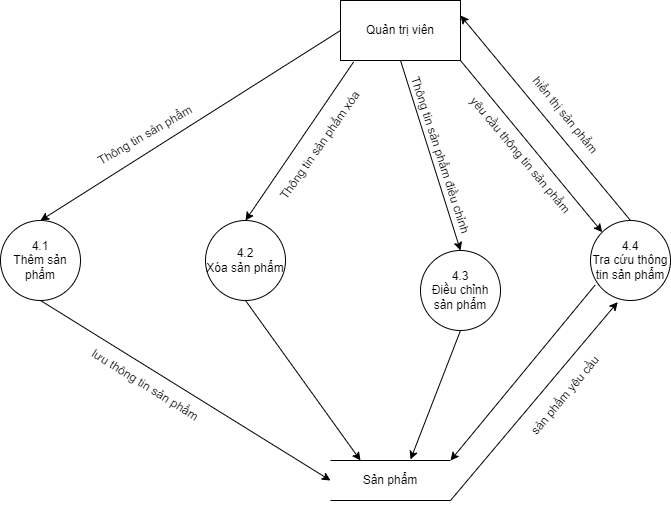 Quản trị viên
Thông tin sản phẩm
Thông tin sản phẩm xóa
Thông tin sản phẩm điều chỉnh
yêu cầu thông tin sản phẩm
hiển thị sản phẩm
4.1
Thêm sản
phẩm
4.2
Xóa sản phẩm
4.3
Điều chỉnh
sản phẩm
4.4
Tra cứu thông
tin sản phẩm
lưu thông tin sản phẩm
sản phẩm yêu cầu
Sản phẩm